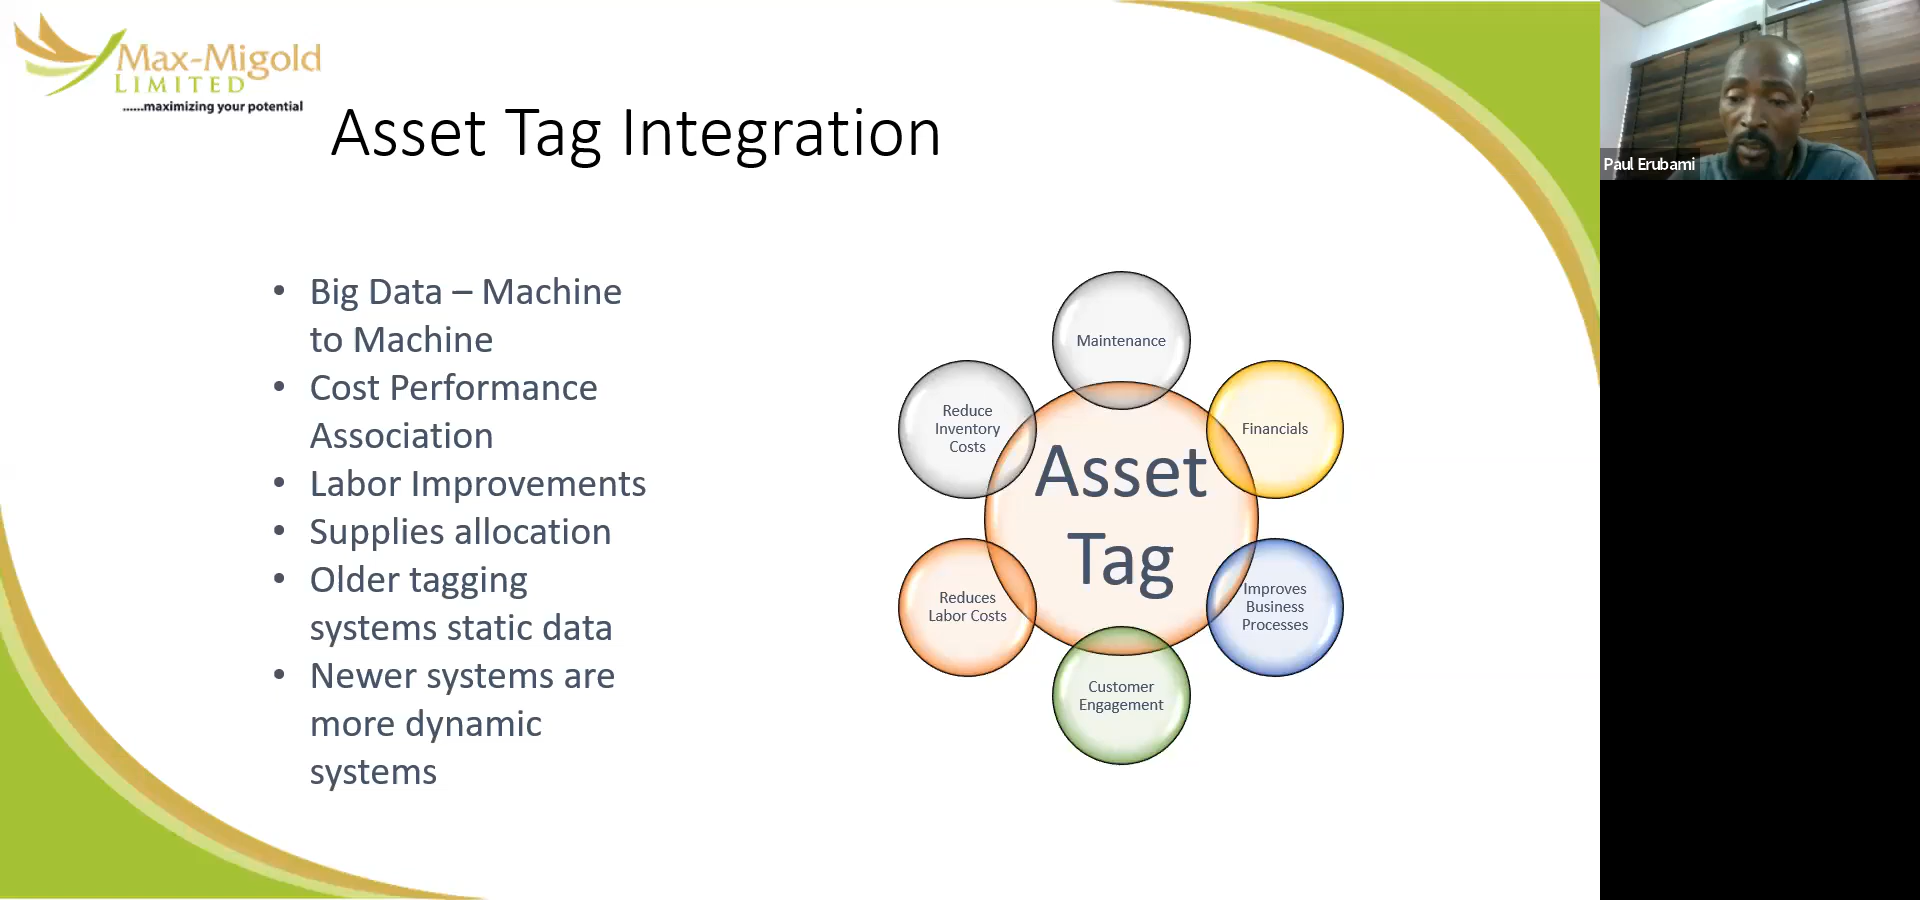 Max-Migold
LIMITED
......maximizing your potential
Asset Tag Integration
• Big Data – Machine
to Machine
• Cost Performance
Association
• Labor Improvements
• Supplies allocation
• Older tagging
systems static data
• Newer systems are
more dynamic
systems
Maintenance
Financials
Improves
Business
Processes
Customer
Engagement
Reduces
Labor Costs
Reduce
Inventory
Costs
Asset
Tag
Paul Erubami